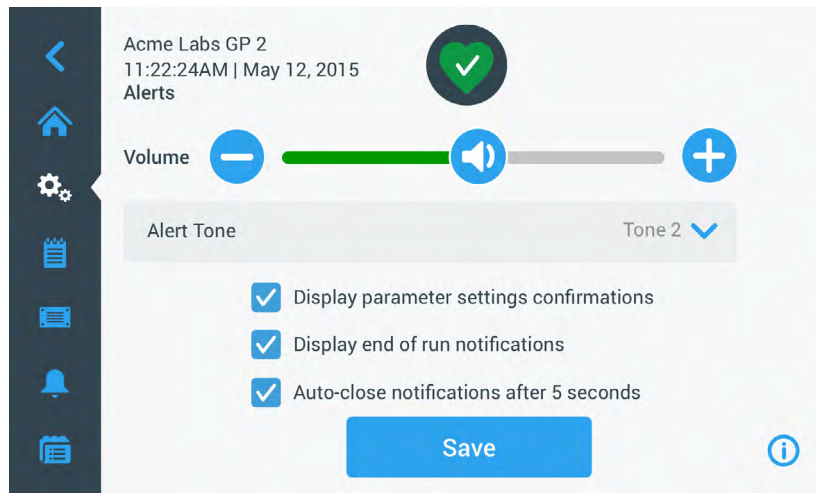 Acme Labs GP 2
11:22:24AM | May 12, 2015
Alerts
Volume
Alert Tone Tone 2
Display parameter settings confirmations
Display end of run notifications
Auto-close notifications after 5 seconds
Save